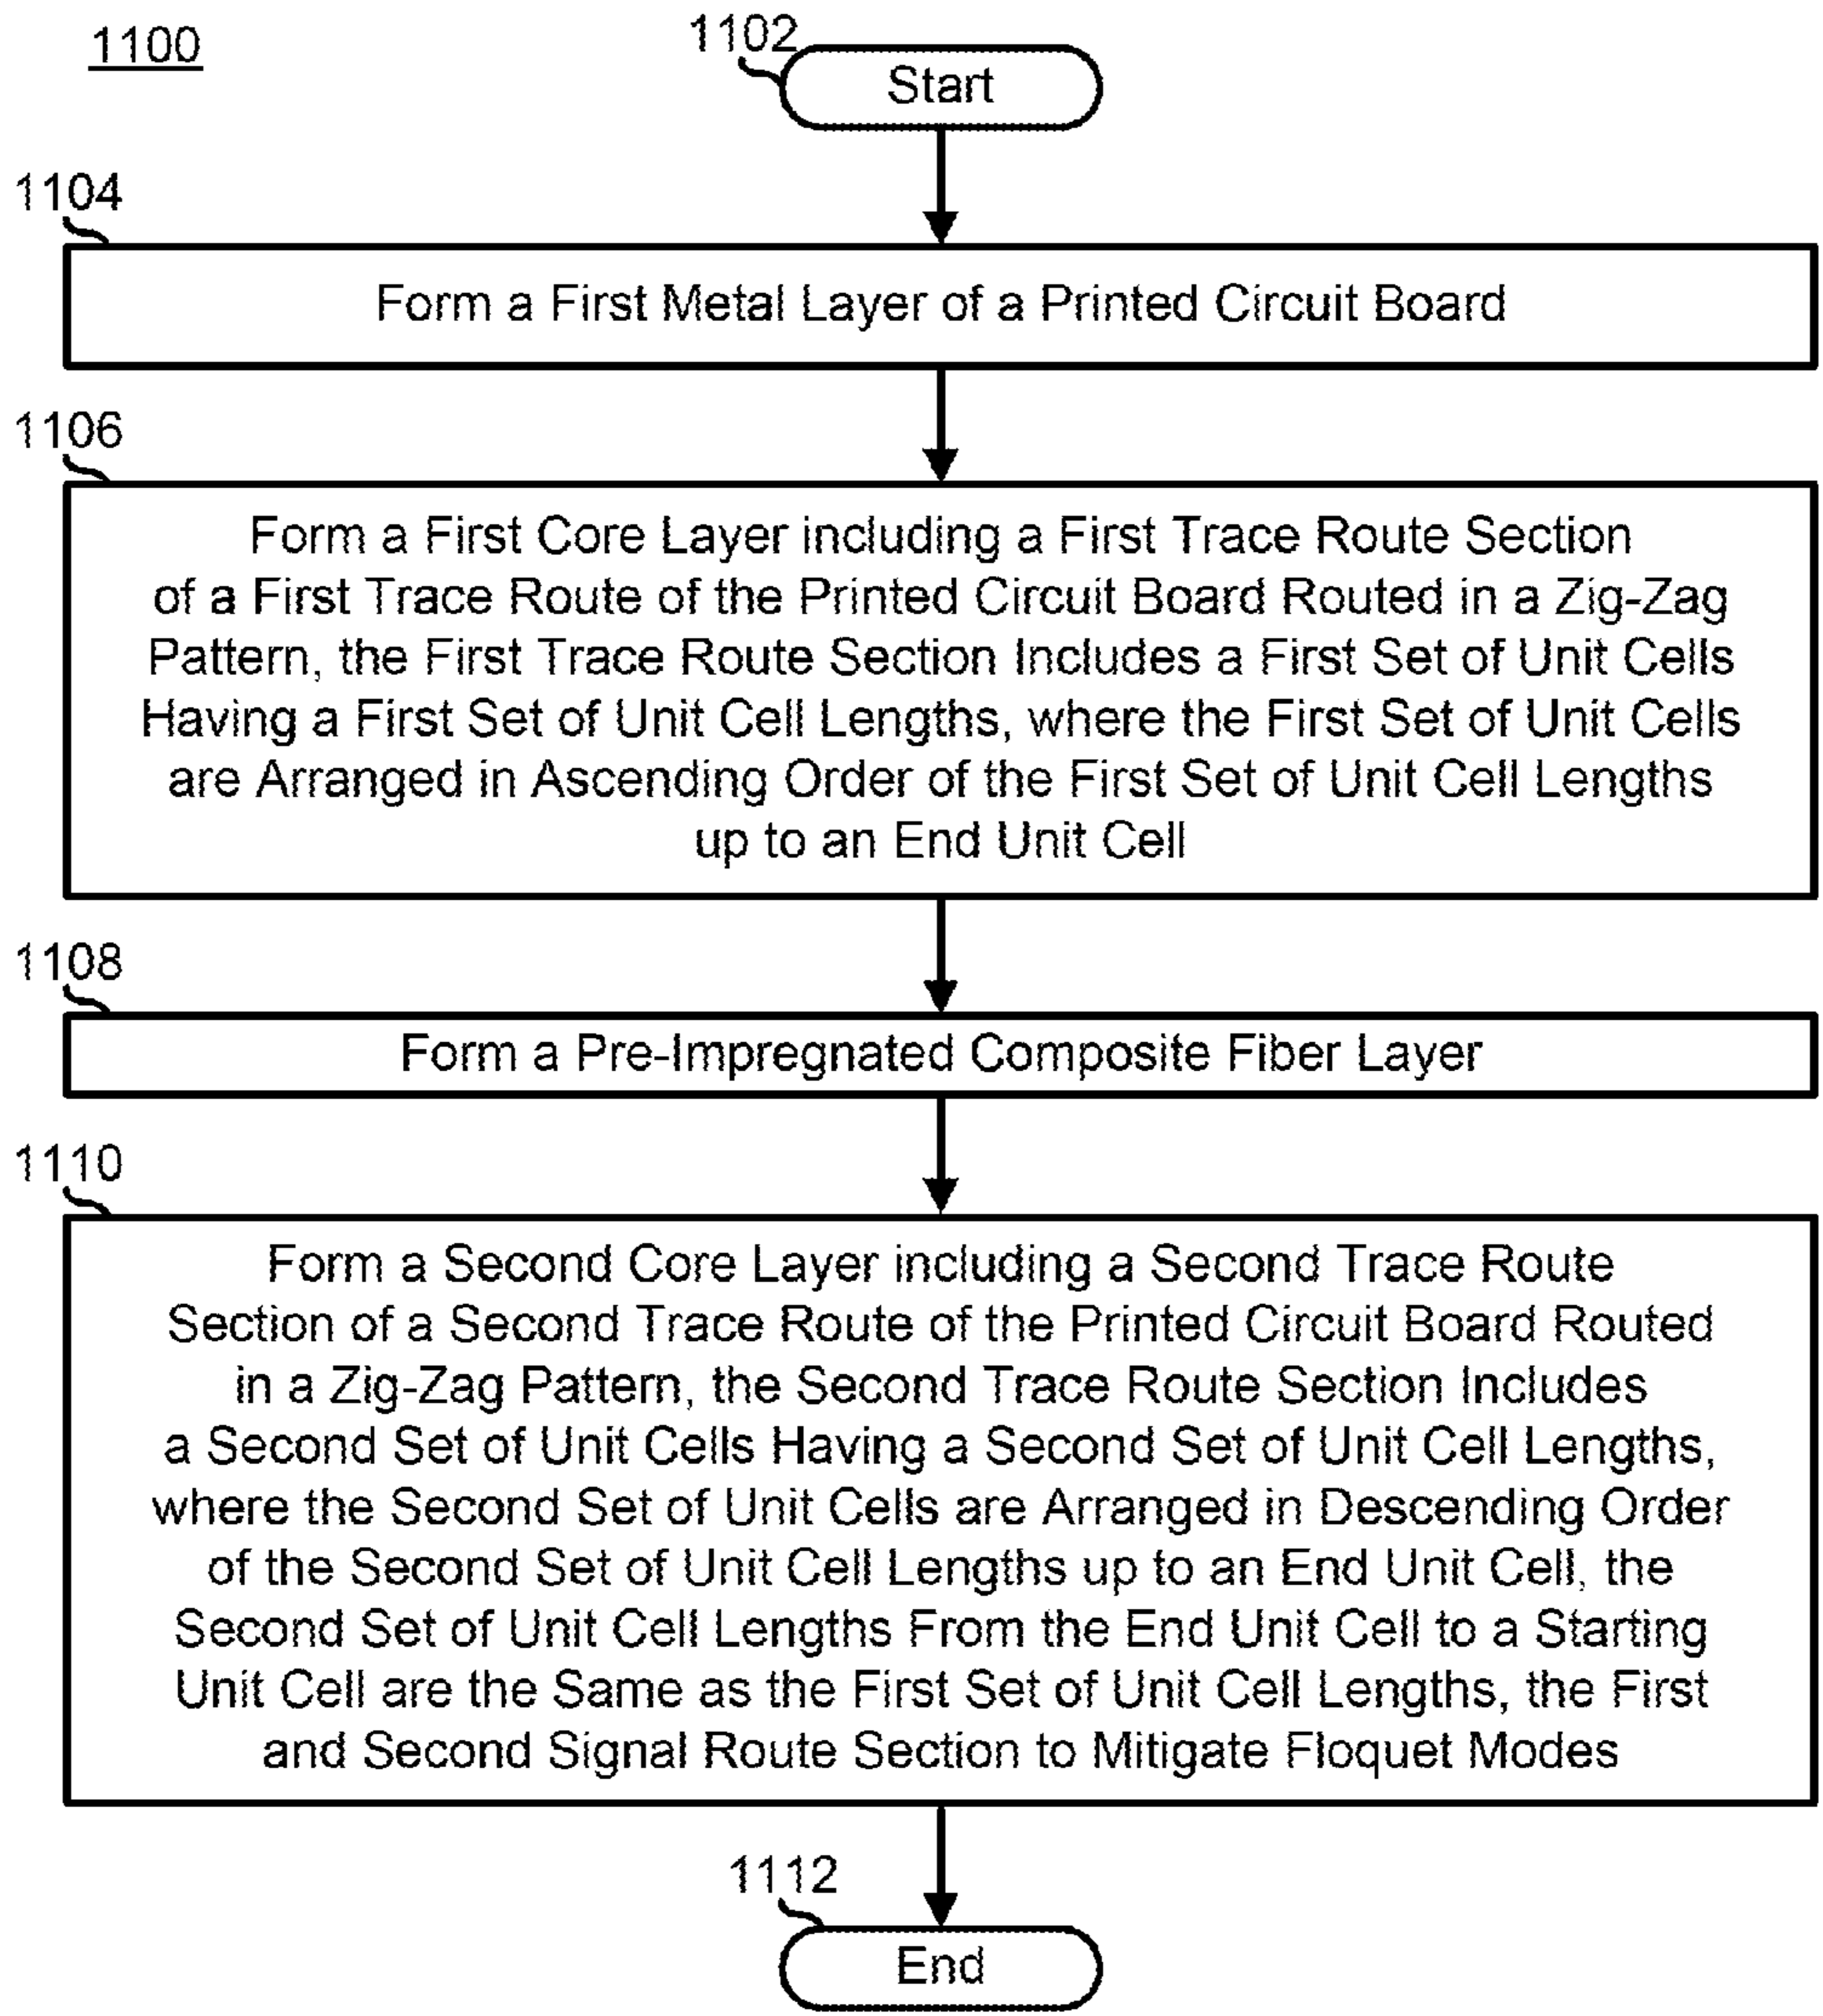 1100
1102
Start
1104
Form a First Metal Layer of a Printed Circuit Board
1106
Form a First Core Layer including a First Trace Route Section
of a First Trace Route of the Printed Circuit Board Routed in a Zig-Zag
Pattern, the First Trace Route Section Includes a First Set of Unit Cells
Having a First Set of Unit Cell Lengths, where the First Set of Unit Cells
are Arranged in Ascending Order of the First Set of Unit Cell Lengths
up to an End Unit Cell
1108
Form a Pre-Impregnated Composite Fiber Layer
1110
Form a Second Core Layer including a Second Trace Route
Section of a Second Trace Route of the Printed Circuit Board Routed
in a Zig-Zag Pattern, the Second Trace Route Section Includes
a Second Set of Unit Cells Having a Second Set of Unit Cell Lengths,
where the Second Set of Unit Cells are Arranged in Descending Order
of the Second Set of Unit Cell Lengths up to an End Unit Cell, the
Second Set of Unit Cell Lengths From the End Unit Cell to a Starting
Unit Cell are the Same as the First Set of Unit Cell Lengths, the First
and Second Signal Route Section to Mitigate Floquet Modes
1112
End